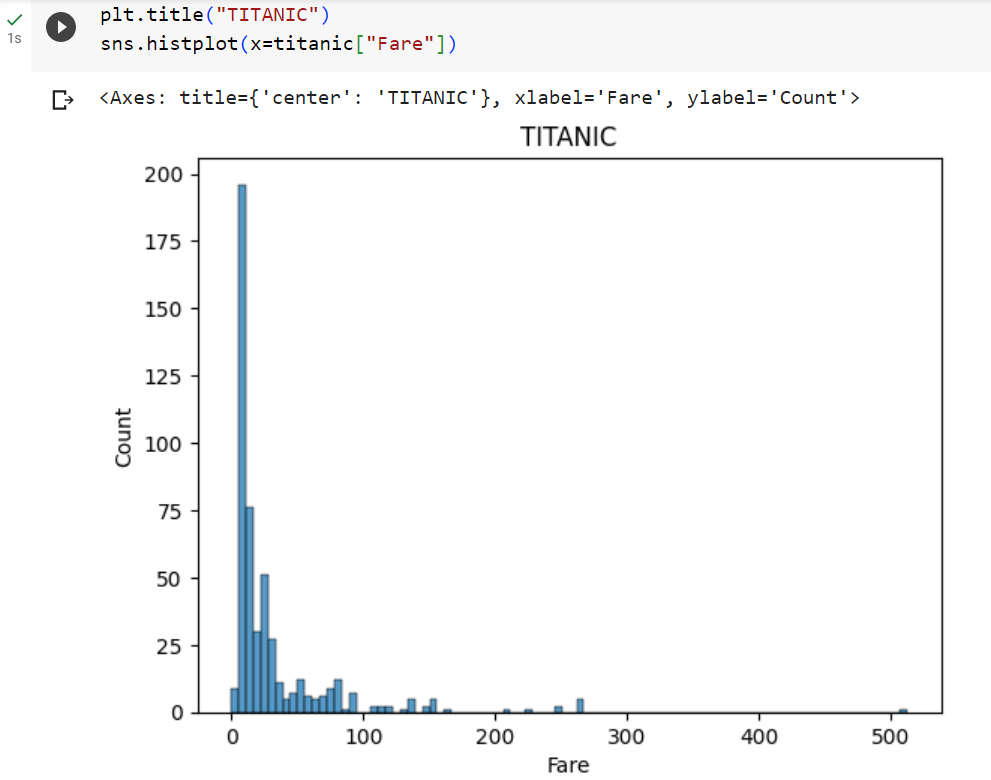 plt.title("TITANIC")
1s
sns.histplot(x=titanic["Fare"])
<Axes: title={'center': 'TITANIC'}, xlabel='Fare', ylabel='Count'>
TITANIC
200
175
150
125
100
75
50
25
0
Count
0 100 200 300 400 500
Fare